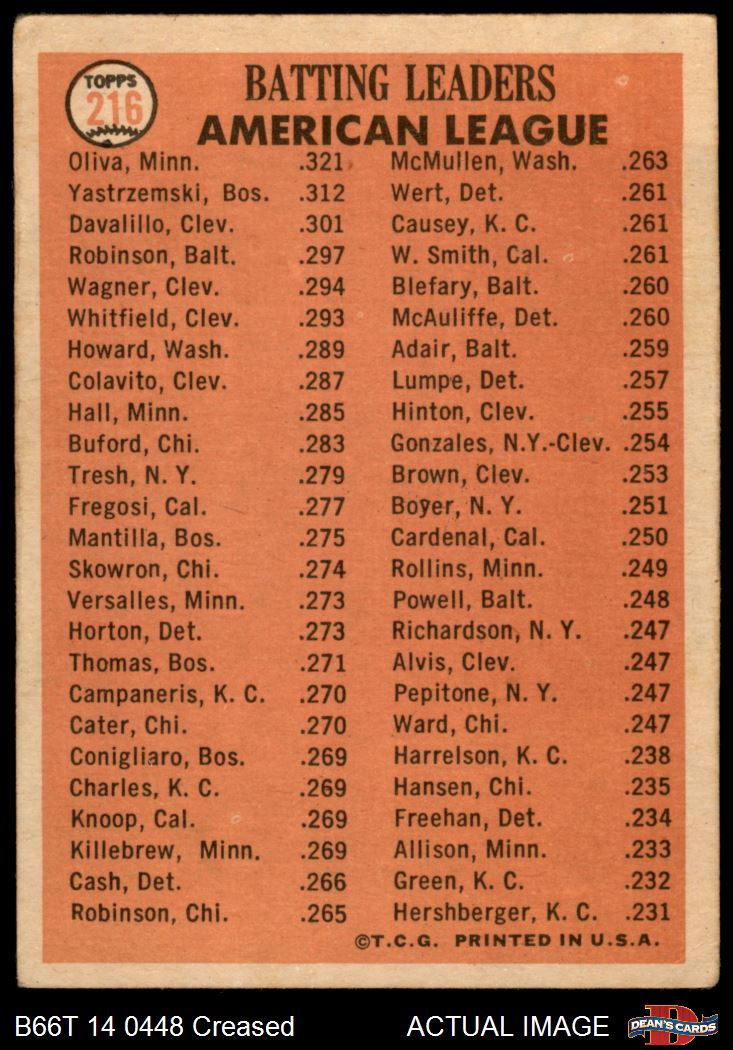 TOPPS
216
BATTING LEADERS
AMERICAN LEAGUE
Oliva, Minn. .321
Yastrzemski, Bos. .312
Davalillo, Clev. .301
Robinson, Balt. .297
Wagner, Clev. .294
Whitfield, Clev. .293
Howard, Wash. .289
Colavito, Clev. .287
Hall, Minn. .285
Buford, Chi. .283
Tresh, N. Y. .279
Fregosi, Cal. .277
Mantilla, Bos. .275
Skowron, Chi. .274
Versalles, Minn. .273
Horton, Det. .273
Thomas, Bos. .271
Campaneris, K. C. .270
Cater, Chi. .270
Conigliaro, Bos. .269
Charles, K. C. .269
Knoop, Cal. .269
Killebrew, Minn. .269
Cash, Det. .266
Robinson, Chi. .265
McMullen, Wash. .263
Wert, Det. .261
Causey, K. C. .261
W. Smith, Cal. .261
Blefary, Balt. .260
McAuliffe, Det. .260
Adair, Balt. .259
Lumpe, Det. .257
Hinton, Clev. .255
Gonzales, N.Y.-Clev. .254
Brown, Clev. .253
Boyer, N. Y. .251
Cardenal, Cal. .250
Rollins, Minn. .249
Powell, Balt. .248
Richardson, N. Y. .247
Alvis, Clev. .247
Pepitone, N. Y. .247
Ward, Chi. .247
Harrelson, K. C. .238
Hansen, Chi. .235
Freehan, Det. .234
Allison, Minn. .233
Green, K. C. .232
Hershberger, K. C. .231
©T.C.G. PRINTED IN U.S.A.
B66T 14 0448 Creased
ACTUAL IMAGE
DEAN'S CARDS